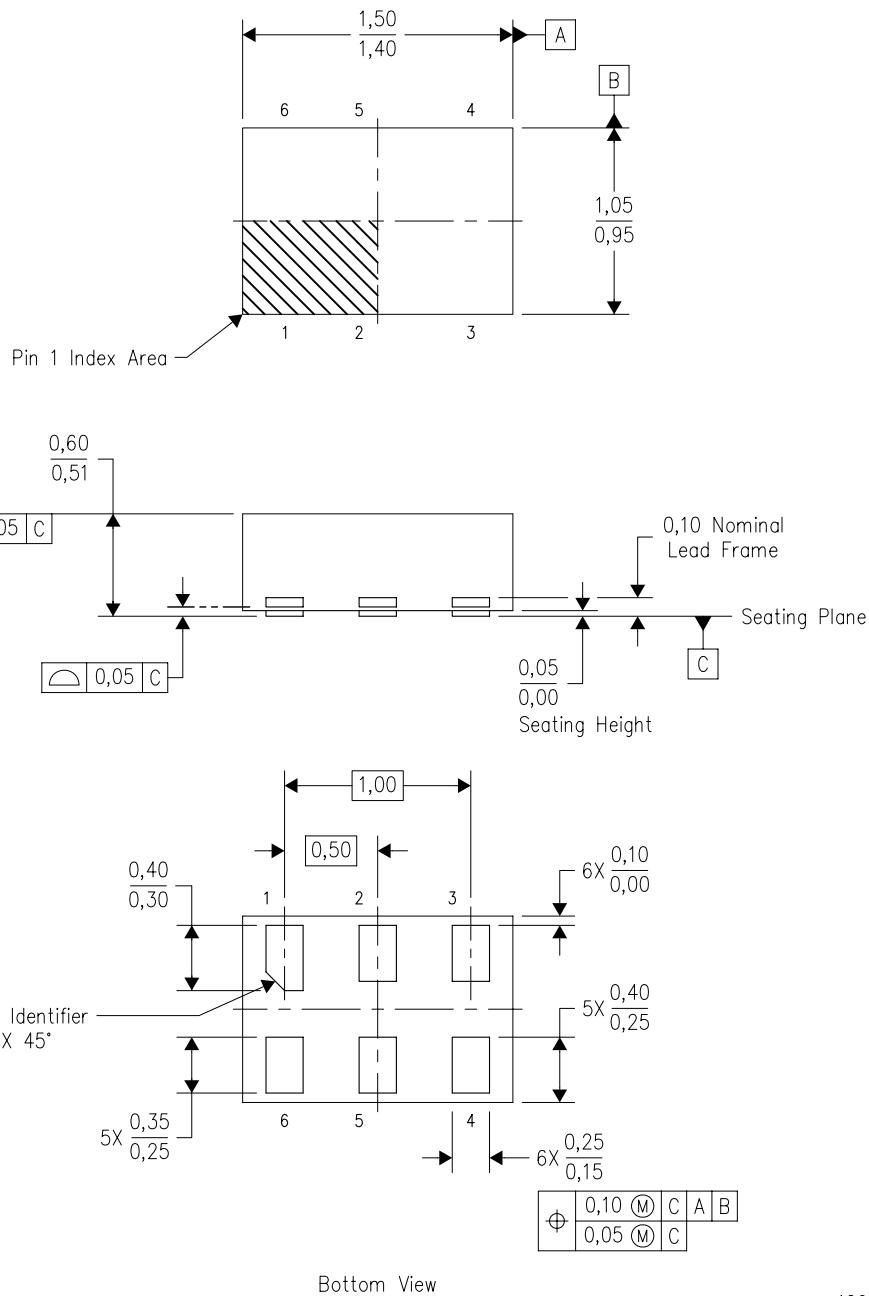 1,50
1,40
A
B
6 5 4
1,05
0,95
1 2 3
Pin 1 Index Area
0,60
0,51
05 C
0,10 Nominal
Lead Frame
Seating Plane
C
0,05 C
0,05
0,00
Seating Height
1,00
0,50
0,40
0,30
1 2 3
6X 0,10
0,00
Identifier
X 45°
5X 0,40
0,25
5X 0,35
0,25
6 5 4
6X 0,25
0,15
⌖ 0,10 Ⓜ C A B
0,05 Ⓜ C
Bottom View